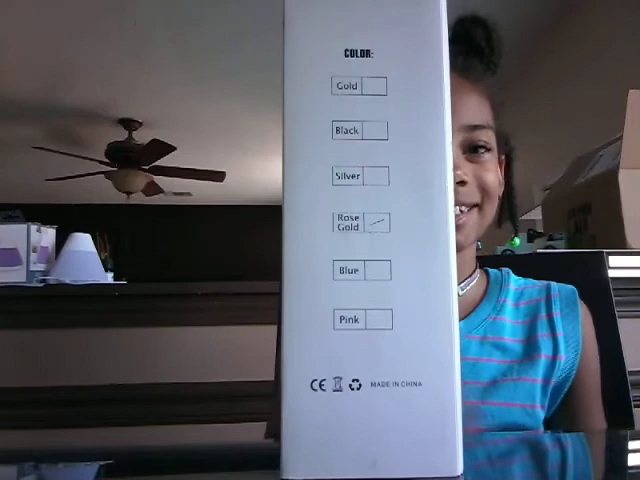 COLOR:
Gold
Black
Silver
Rose
Gold
Blue
Pink
CE MADE IN CHINA